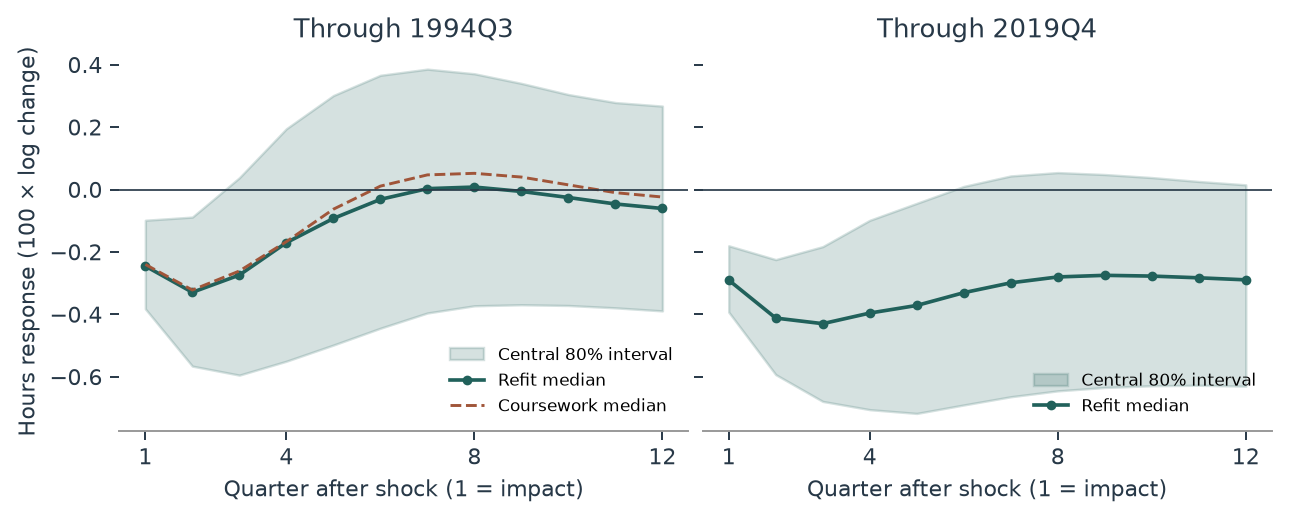 Through 1994Q3
Through 2019Q4
Hours response (100 × log change)
0.4
0.2
0.0
−0.2
−0.4
−0.6
Central 80% interval
Refit median
Coursework median
Central 80% interval
Refit median
1 4 8 12
1 4 8 12
Quarter after shock (1 = impact)
Quarter after shock (1 = impact)